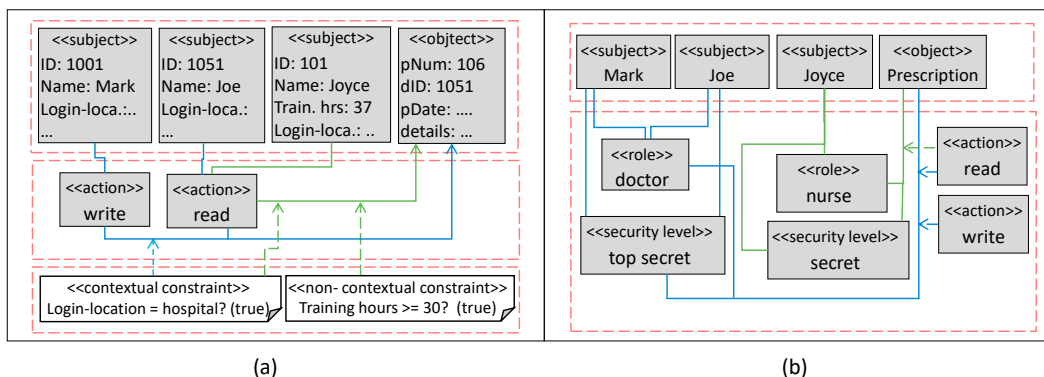 <<subject>>
ID: 1001
Name: Mark
Login-loca.:..
...
<<subject>>
ID: 1051
Name: Joe
Login-loca.:
...
<<subject>>
ID: 101
Name: Joyce
Train. hrs: 37
Login-loca.: ..
<<objtect>>
pNum: 106
dID: 1051
pDate: ....
details: ...
<<action>>
write
<<action>>
read
<<contextual constraint>>
Login-location = hospital? (true)
<<non- contextual constraint>>
Training hours >= 30? (true)
(a)
<<subject>>
Mark
<<subject>>
Joe
<<subject>>
Joyce
<<object>>
Prescription
<<role>>
doctor
<<role>>
nurse
<<action>>
read
<<action>>
write
<<security level>>
top secret
<<security level>>
secret
(b)